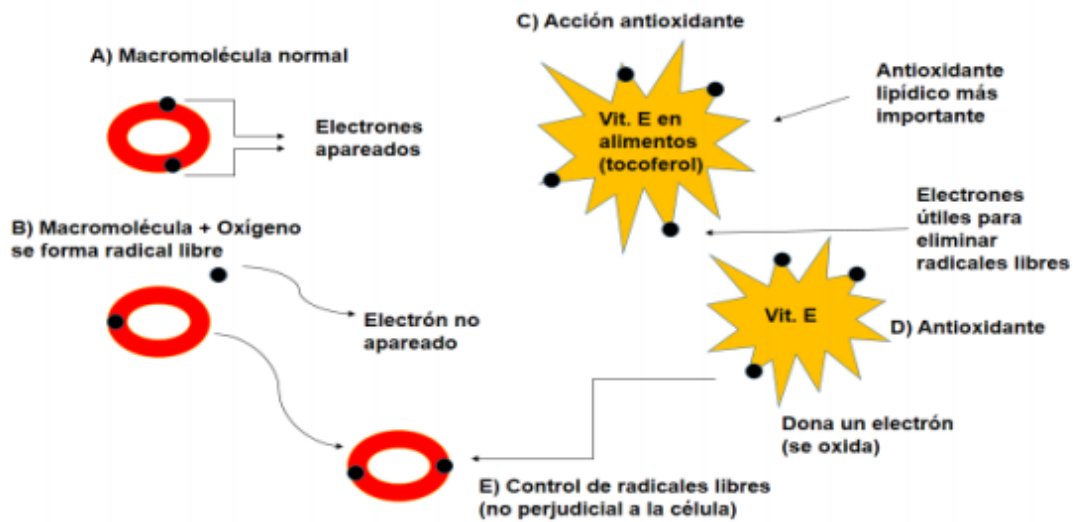 C) Acción antioxidante
A) Macromolécula normal
Electrones
apareados
Vit. E en
alimentos
(tocoferol)
Antioxidante
lipídico más
importante
B) Macromolécula + Oxígeno
se forma radical libre
Electrón no
apareado
Electrones
útiles para
eliminar
radicales libres
Vit. E
D) Antioxidante
Dona un electrón
(se oxida)
E) Control de radicales libres
(no perjudicial a la célula)